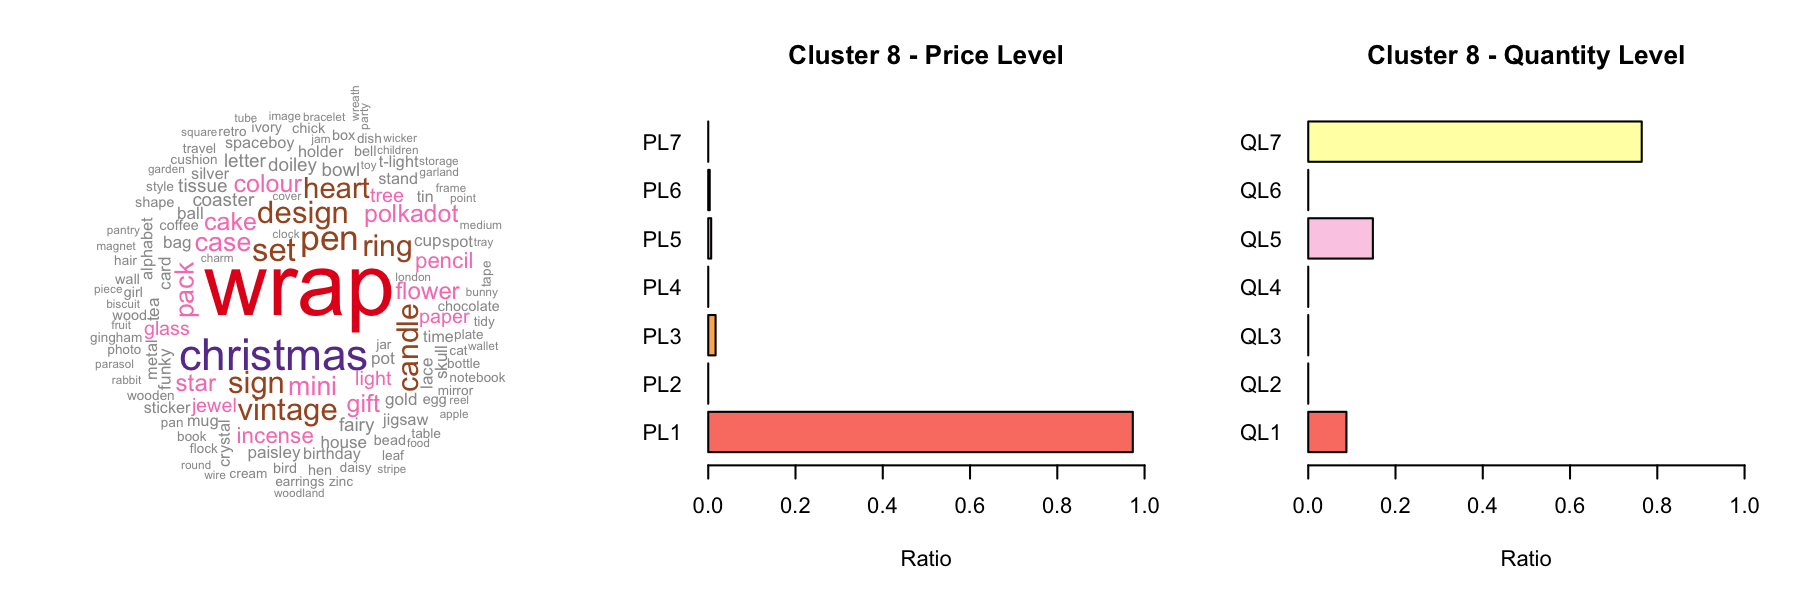 wreath
party
tube image bracelet
square retro ivory chick
jam box dish wicker
travel spaceboy holder bell children
cushion letter doiley bowl toy t-light storage
garden silver stand garland
style tissue colour heart tree tin frame
shape coaster cover point
ball cake design polkadot
pantry coffee clock medium
magnet alphabet bag case set pen ring cup spot tray
hair charm pencil
wall card pack wrap london tape
piece girl flower bunny
biscuit tea chocolate
wood candle paper tidy
fruit glass
gingham metal time plate
photo funky christmas jar skull cat wallet
parasol pot lace bottle
rabbit star sign mini light notebook
wooden mirror
sticker jewel vintage gift gold egg reel
pan mug fairy jigsaw apple
book crystal incense house bead table
flock food
paisley birthday leaf
round bird hen daisy stripe
wire cream
earrings zinc
woodland
Cluster 8 - Price Level
PL7
PL6
PL5
PL4
PL3
PL2
PL1
0.0 0.2 0.4 0.6 0.8 1.0
Ratio
Cluster 8 - Quantity Level
QL7
QL6
QL5
QL4
QL3
QL2
QL1
0.0 0.2 0.4 0.6 0.8 1.0
Ratio